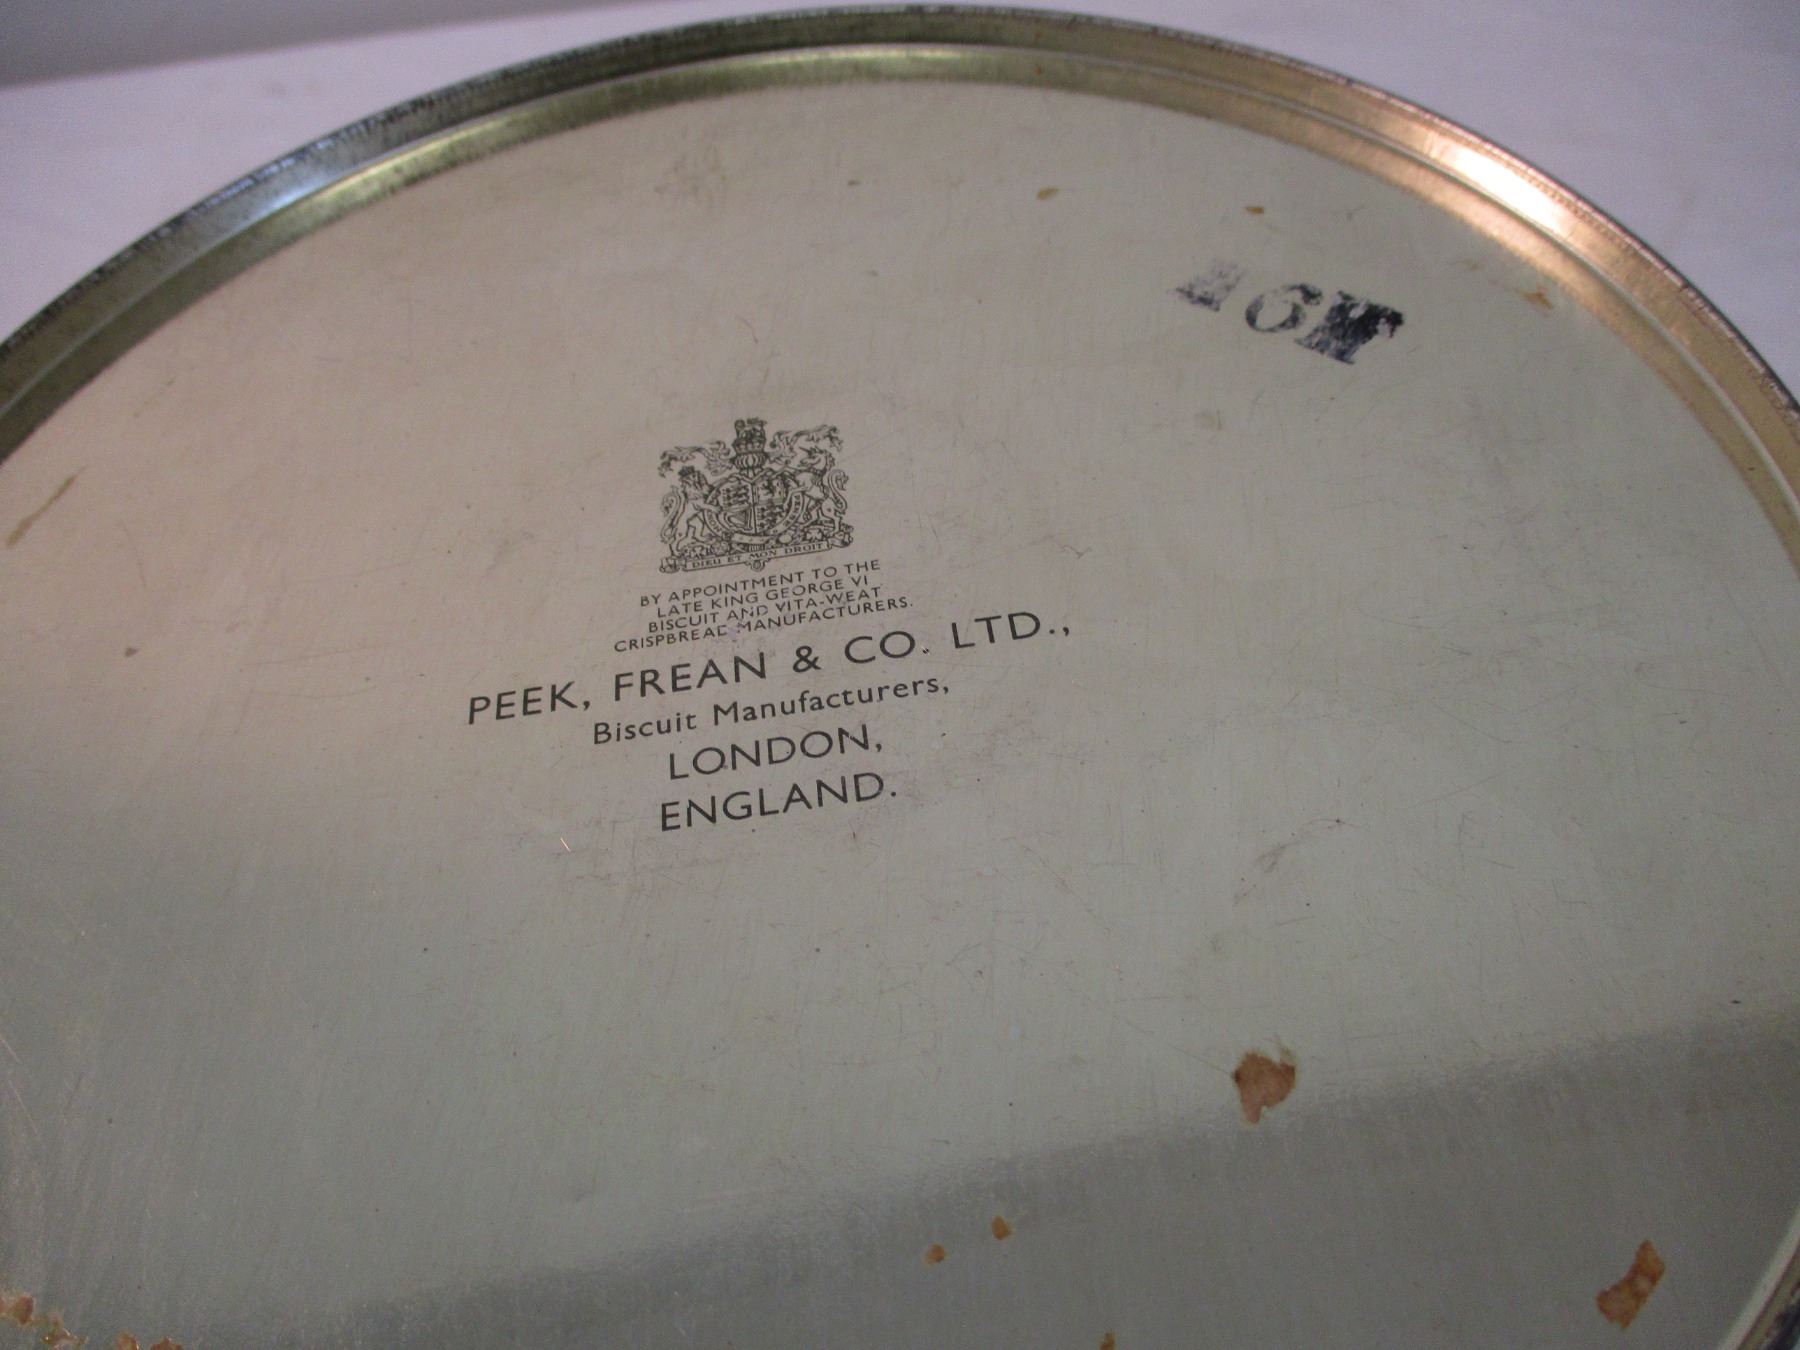 DIEU ET MON DROIT
BY APPOINTMENT TO THE
LATE KING GEORGE VI
BISCUIT AND VITA-WEAT
CRISPBREAD MANUFACTURERS.
PEEK, FREAN & CO. LTD.,
Biscuit Manufacturers,
LONDON,
ENGLAND.